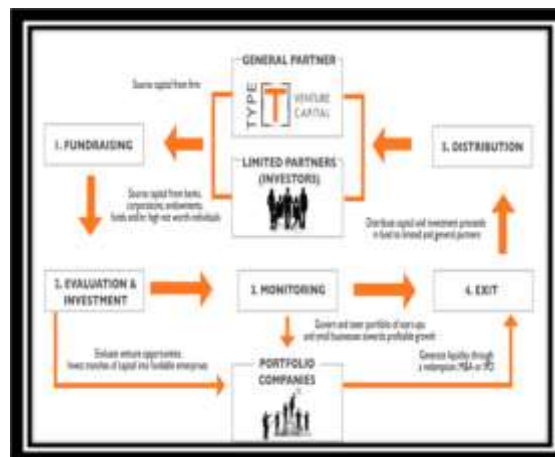 GENERAL PARTNER
Source capital from firm
TYPE
T
VENTURE
CAPITAL
1. FUNDRAISING
5. DISTRIBUTION
LIMITED PARTNERS
(INVESTORS)
Source capital from banks,
corporations, endowments,
funds and/or high net worth individuals
Distribute capital and investment proceeds
in fund to limited and general partners
2. EVALUATION &
INVESTMENT
3. MONITORING
4. EXIT
Govern and steer portfolio of start-ups
and small businesses towards profitable growth
Evaluate venture opportunities.
Invest tranches of capital into fundable enterprises
PORTFOLIO
COMPANIES
Generate liquidity through
a redemption, M&A or IPO